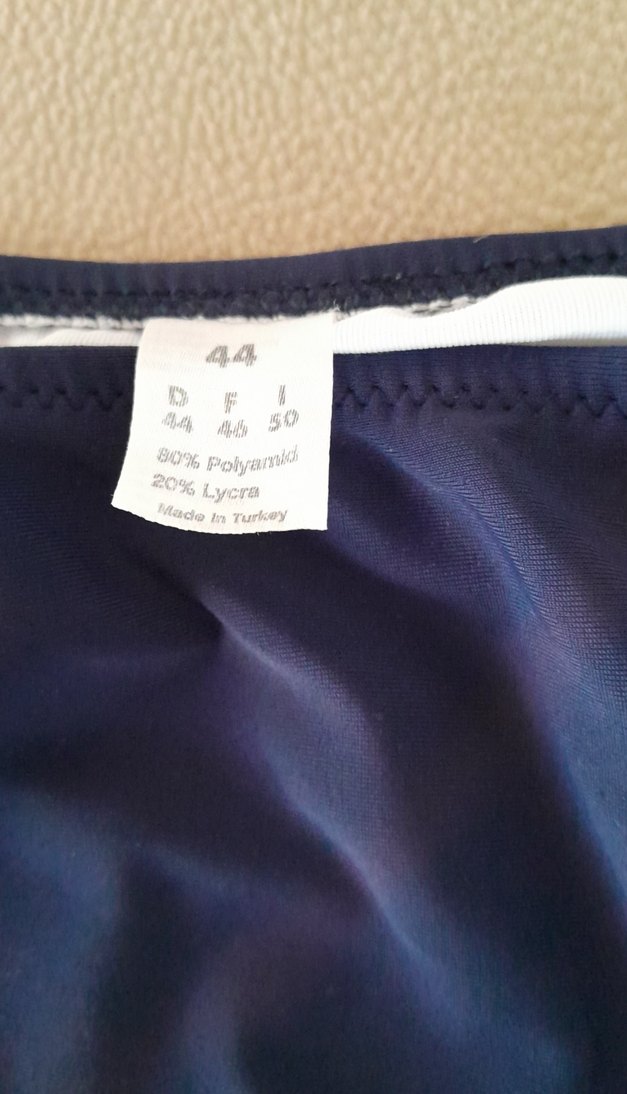 44
D F I
44 46 50
80% Polyamid
20% Lycra
Made in Turkey